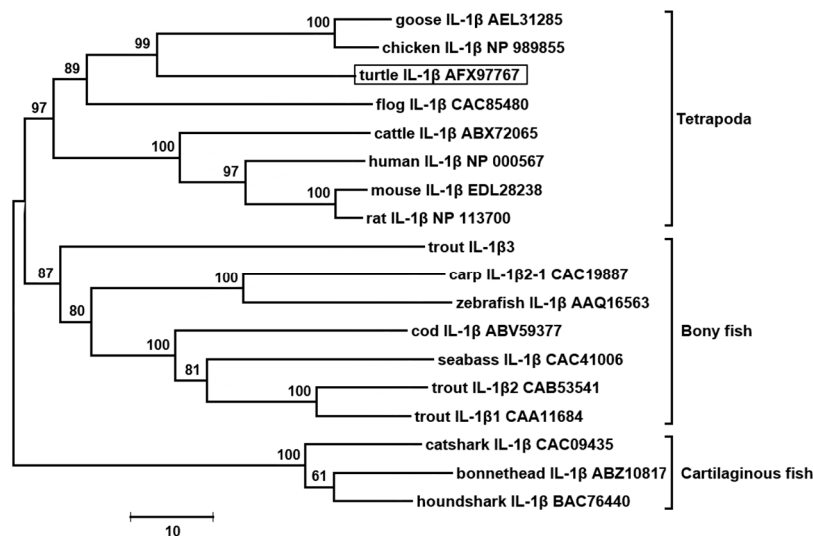 100
goose IL-1β AEL31285
chicken IL-1β NP 989855
99
turtle IL-1β AFX97767
89
flog IL-1β CAC85480
97
cattle IL-1β ABX72065
100
human IL-1β NP 000567
97
mouse IL-1β EDL28238
100
rat IL-1β NP 113700
Tetrapoda
trout IL-1β3
87
carp IL-1β2-1 CAC19887
100
zebrafish IL-1β AAQ16563
80
cod IL-1β ABV59377
100
seabass IL-1β CAC41006
81
trout IL-1β2 CAB53541
100
trout IL-1β1 CAA11684
Bony fish
catshark IL-1β CAC09435
100
bonnethead IL-1β ABZ10817
61
houndshark IL-1β BAC76440
Cartilaginous fish
10